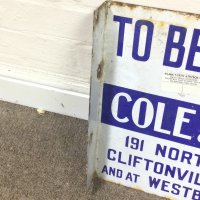 TO BE
COLE
191 NORT
CLIFTONVIL
AND AT WESTB